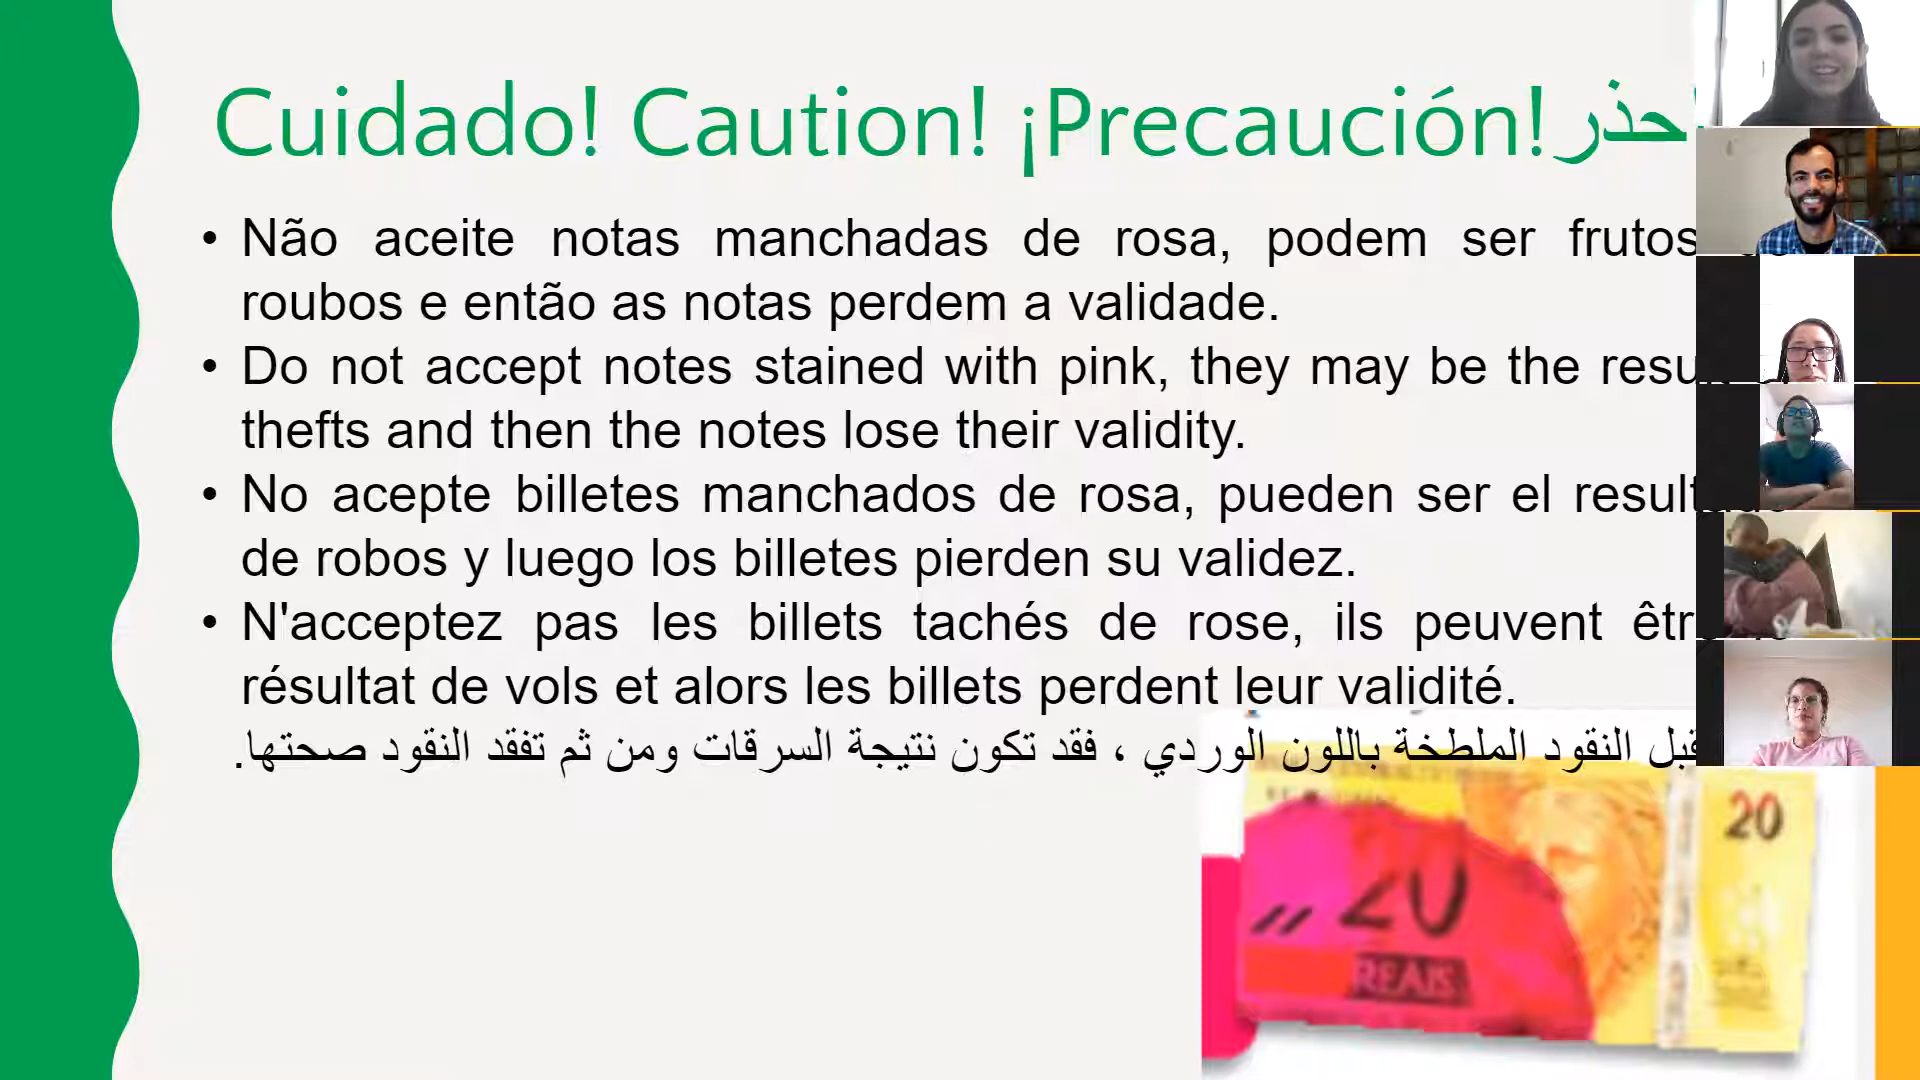 Cuidado! Caution! ¡Precaución! احذر
• Não aceite notas manchadas de rosa, podem ser frutos
roubos e então as notas perdem a validade.
• Do not accept notes stained with pink, they may be the
thefts and then the notes lose their validity.
• No acepte billetes manchados de rosa, pueden ser el
de robos y luego los billetes pierden su validez.
• N'acceptez pas les billets tachés de rose, ils peuvent
résultat de vols et alors les billets perdent leur validité.
النقود الملطخة باللون الوردي ، فقد تكون نتيجة السرقات ومن ثم تفقد النقود صحتها.
20
20
REAIS